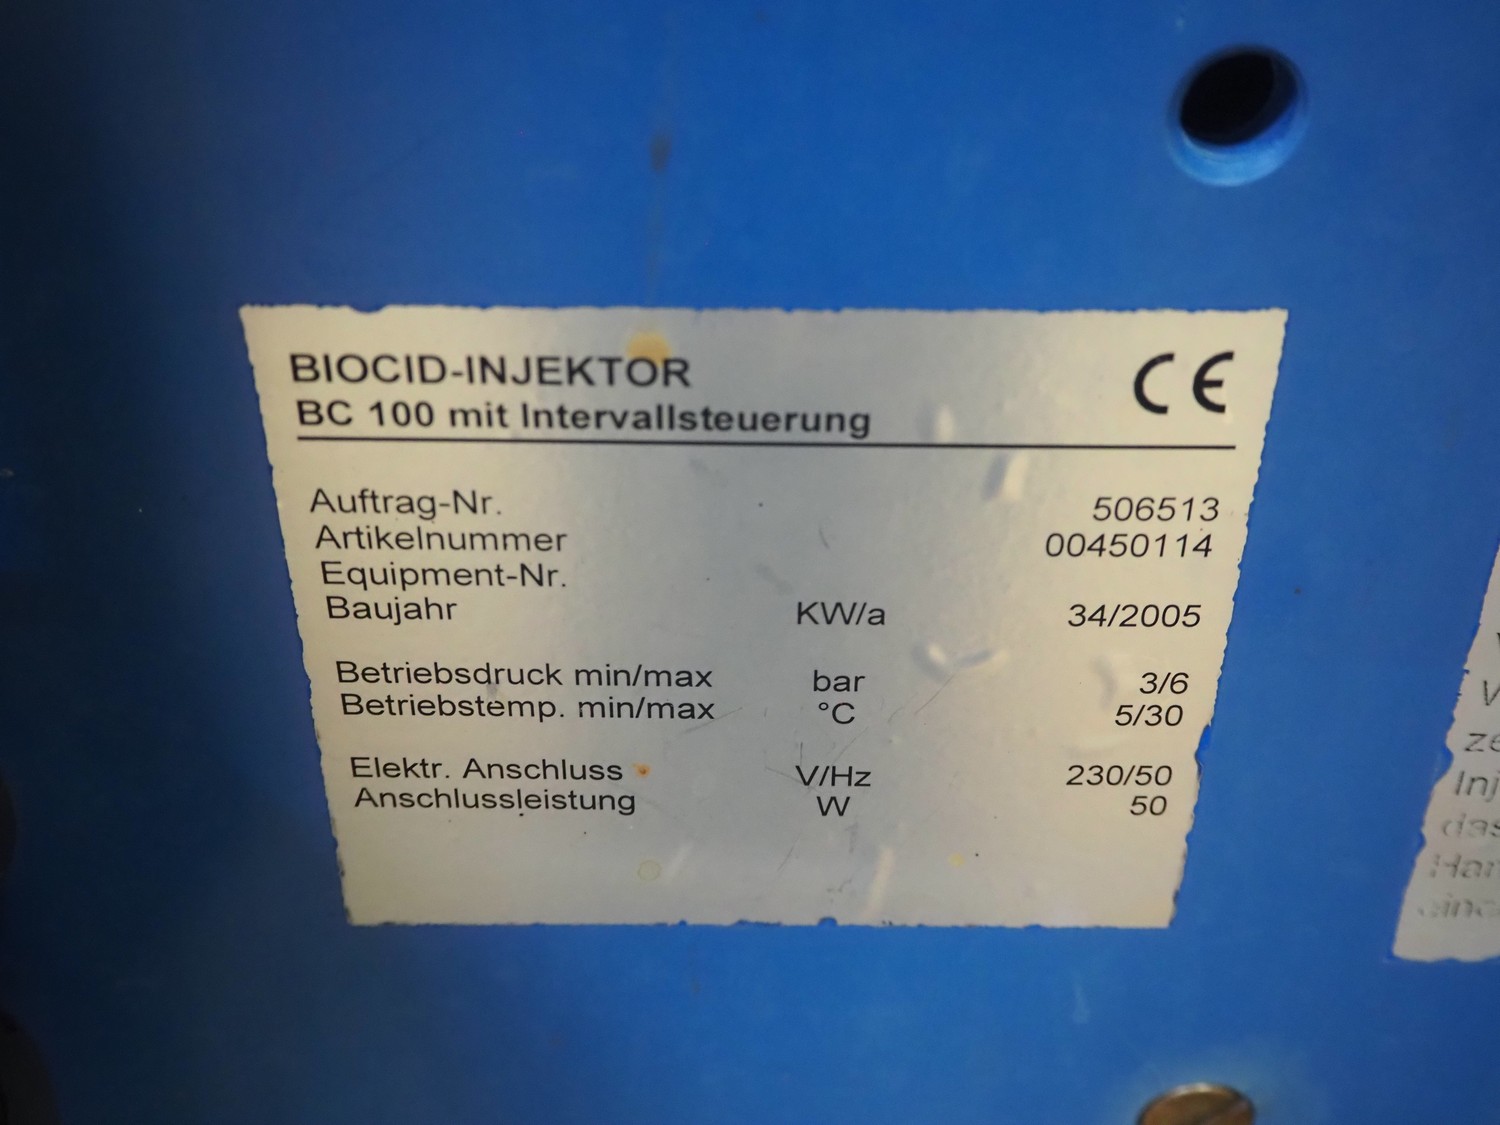 BIOCID-INJEKTOR
CE
BC 100 mit Intervallsteuerung
Auftrag-Nr. 506513
Artikelnummer 00450114
Equipment-Nr.
Baujahr KW/a 34/2005
Betriebsdruck min/max bar 3/6
Betriebstemp. min/max °C 5/30
Elektr. Anschluss V/Hz 230/50
Anschlussleistung W 50